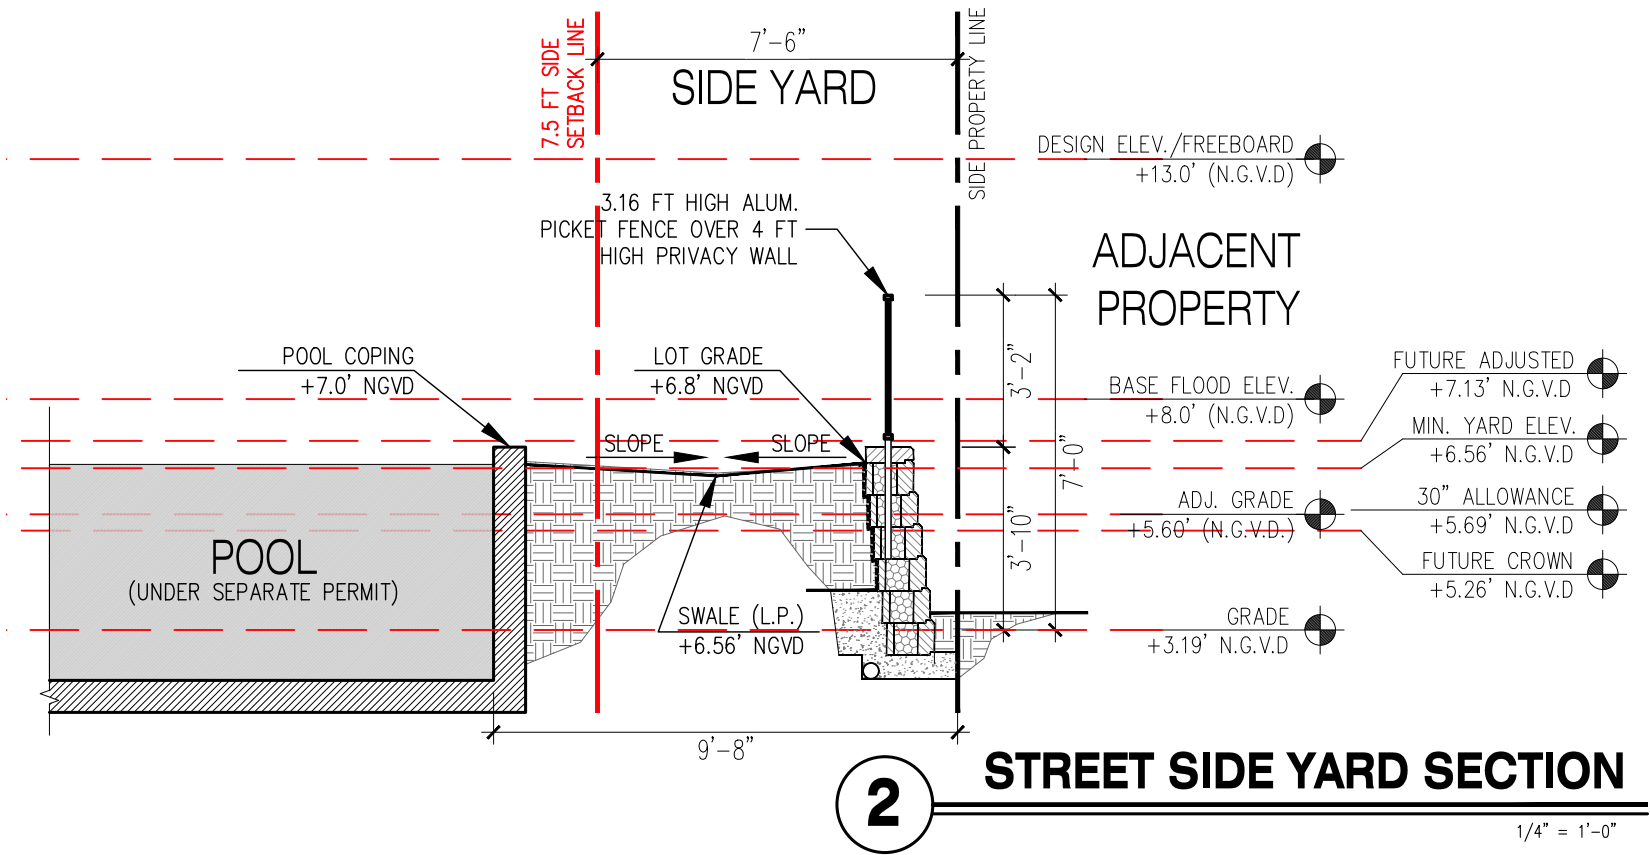 7.5 FT SIDE
SETBACK LINE
7'-6"
SIDE YARD
SIDE PROPERTY LINE
DESIGN ELEV./FREEBOARD
+13.0' (N.G.V.D)
3.16 FT HIGH ALUM.
PICKET FENCE OVER 4 FT
HIGH PRIVACY WALL
ADJACENT
PROPERTY
POOL COPING
+7.0' NGVD
LOT GRADE
+6.8' NGVD
3'-2"
7'-0"
3'-10"
BASE FLOOD ELEV.
+8.0' (N.G.V.D)
FUTURE ADJUSTED
+7.13' N.G.V.D
MIN. YARD ELEV.
+6.56' N.G.V.D
SLOPE
SLOPE
ADJ. GRADE
+5.60' (N.G.V.D.)
30" ALLOWANCE
+5.69' N.G.V.D
FUTURE CROWN
+5.26' N.G.V.D
POOL
(UNDER SEPARATE PERMIT)
SWALE (L.P.)
+6.56' NGVD
GRADE
+3.19' N.G.V.D
9'-8"
2
STREET SIDE YARD SECTION
1/4" = 1'-0"